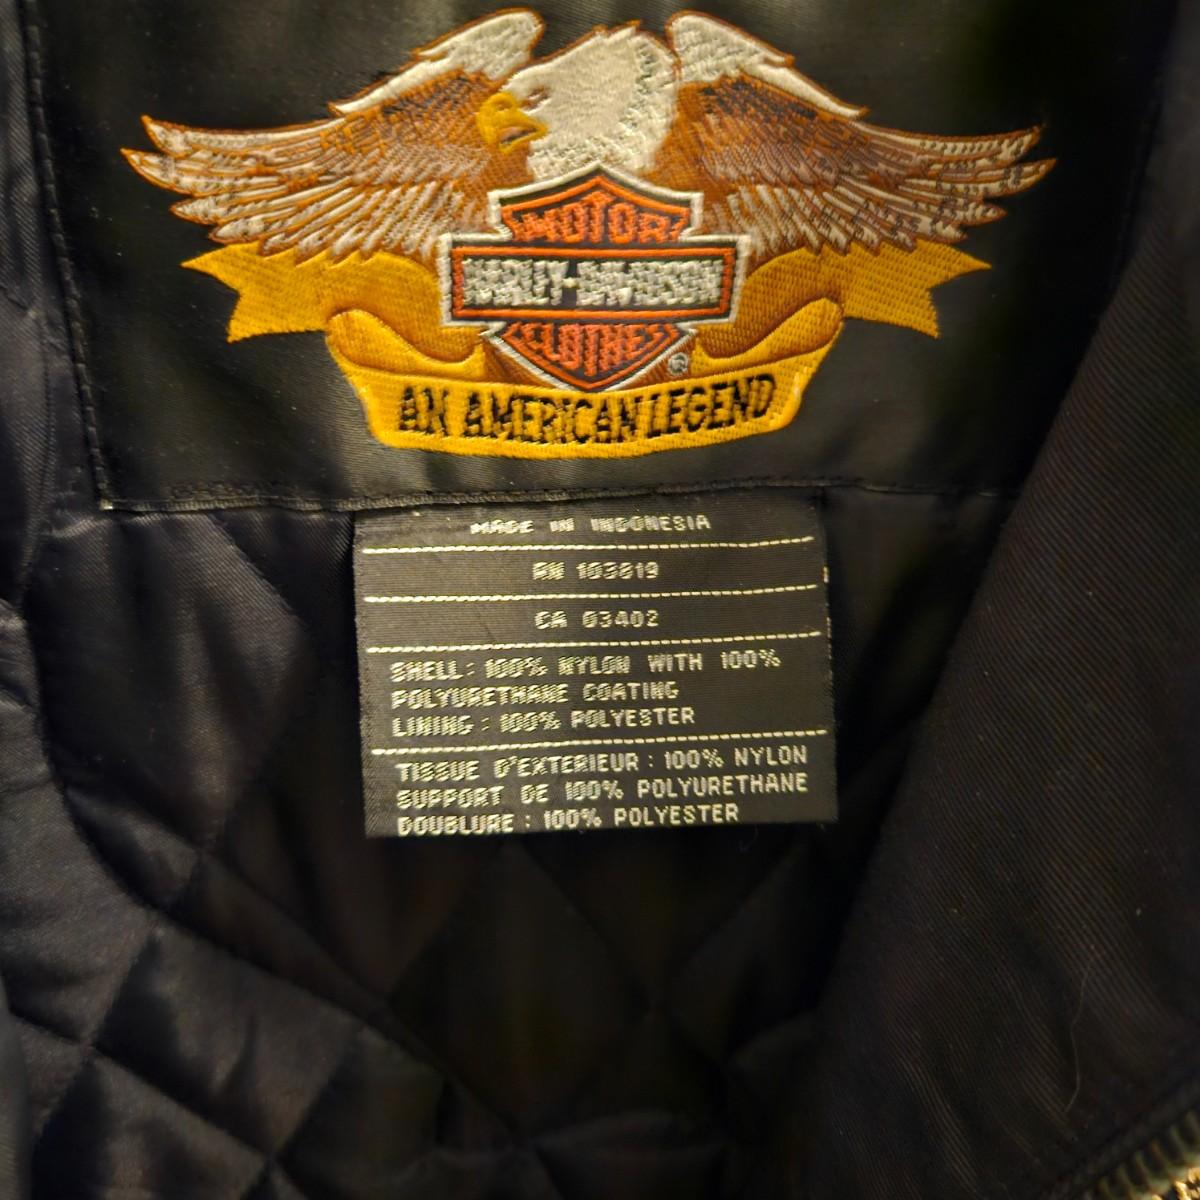 MOTOR
HARLEY-DAVIDSON
CLOTHES
®
AN AMERICAN LEGEND
MADE IN INDONESIA
RN 103819
CA 03402
SHELL: 100% NYLON WITH 100%
POLYURETHANE COATING
LINING : 100% POLYESTER
TISSUE D'EXTERIEUR : 100% NYLON
SUPPORT DE 100% POLYURETHANE
DOUBLURE : 100% POLYESTER